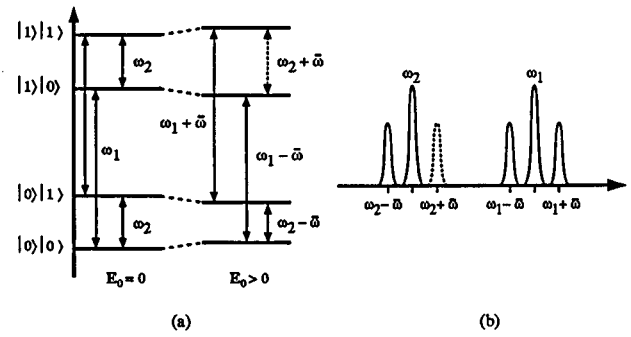 |1⟩|1⟩
|1⟩|0⟩
|0⟩|1⟩
|0⟩|0⟩
ω₂
ω₁
ω₂
ω₂+ω̄
ω₁+ω̄
ω₁−ω̄
ω₂−ω̄
E₀=0
E₀>0
(a)
ω₂
ω₁
ω₂−ω̄
ω₂+ω̄
ω₁−ω̄
ω₁+ω̄
(b)